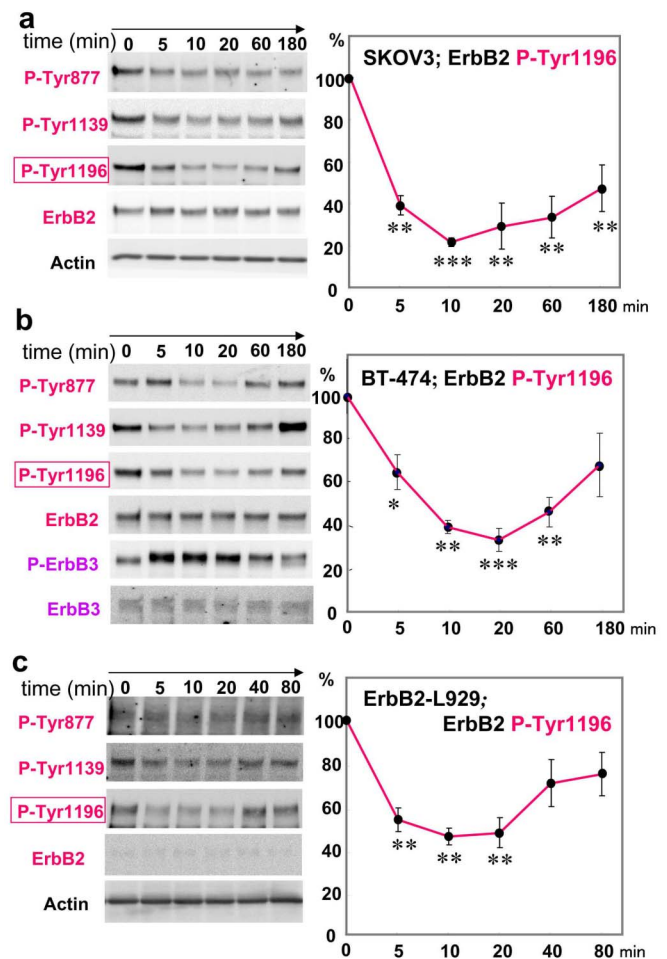 a
time (min) 0 5 10 20 60 180
P-Tyr877
P-Tyr1139
P-Tyr1196
ErbB2
Actin
%
SKOV3; ErbB2 P-Tyr1196
100
80
60
40
20
0
** *** ** ** **
0 5 10 20 60 180 min
b
time (min) 0 5 10 20 60 180
P-Tyr877
P-Tyr1139
P-Tyr1196
ErbB2
P-ErbB3
ErbB3
%
BT-474; ErbB2 P-Tyr1196
100
80
60
40
20
0
* ** *** **
0 5 10 20 60 180 min
c
time (min) 0 5 10 20 40 80
P-Tyr877
P-Tyr1139
P-Tyr1196
ErbB2
Actin
%
ErbB2-L929;
ErbB2 P-Tyr1196
100
80
60
40
20
0
** ** **
0 5 10 20 40 80 min